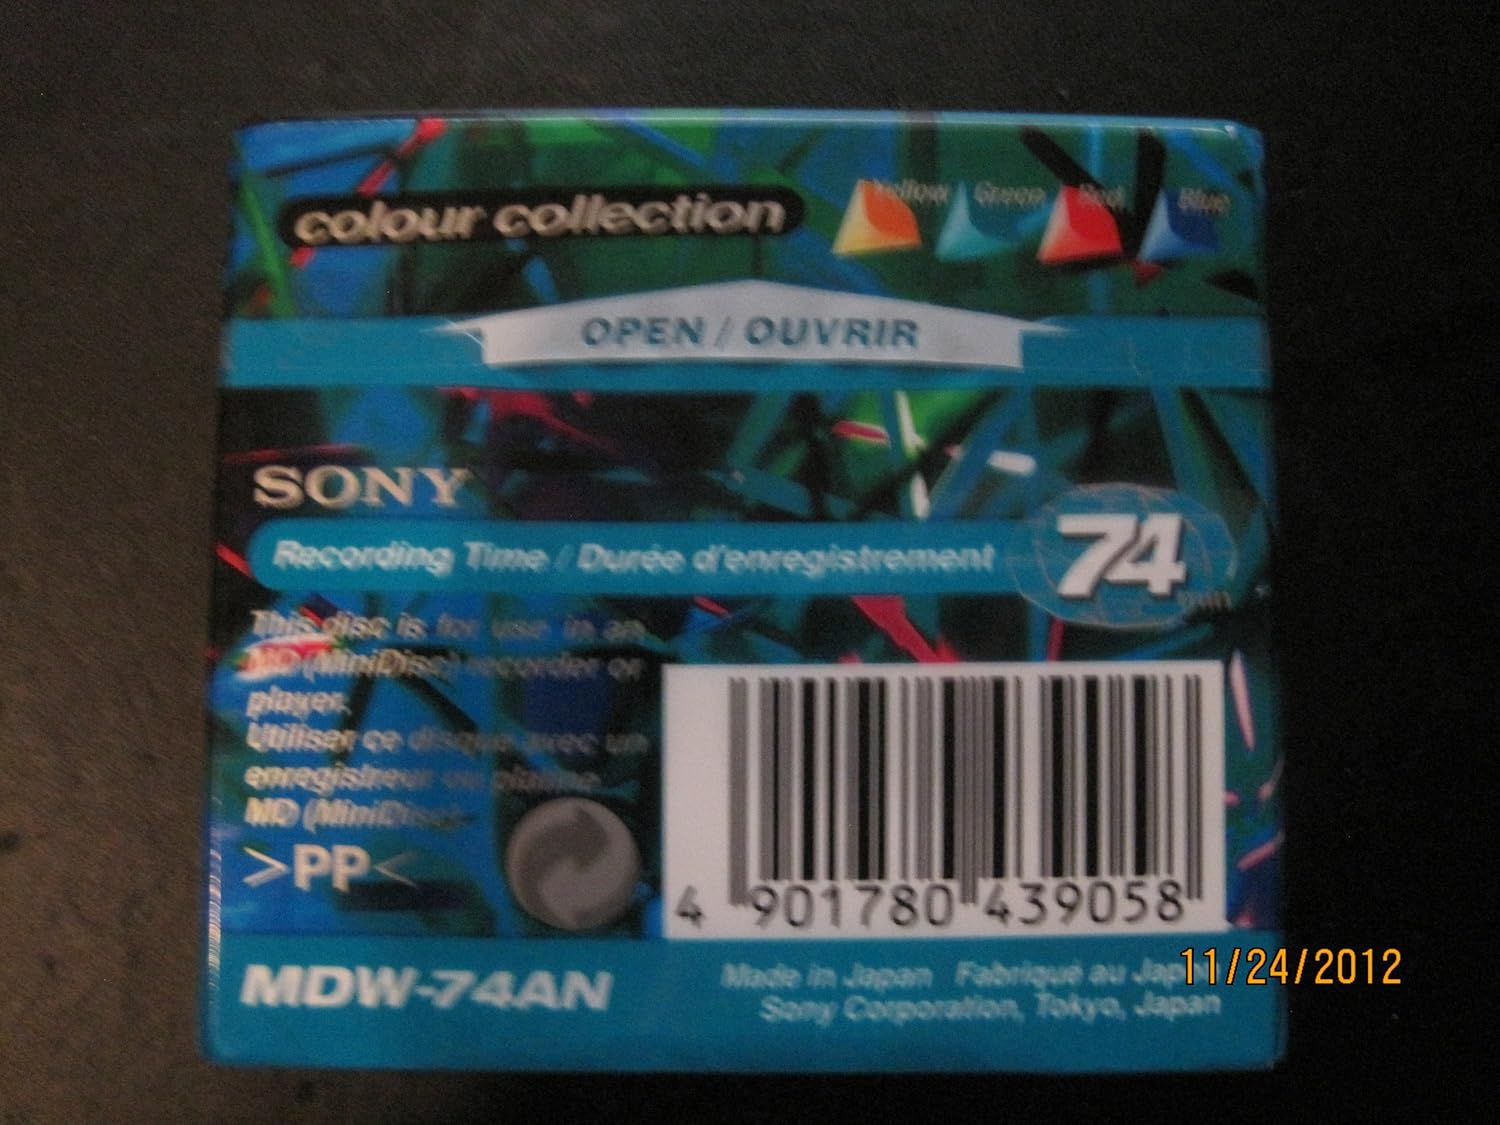 colour collection
Yellow Green Red Blue
OPEN / OUVRIR
SONY
Recording Time / Durée d'enregistrement 74 min
This disc is for use in an
MD (MiniDisc) recorder or
player.
Utiliser ce disque avec un
enregistreur ou platine
MD (MiniDisc).
>PP<
4 901780 439058
MDW-74AN
Made in Japan Fabriqué au Japon
Sony Corporation, Tokyo, Japan
11/24/2012